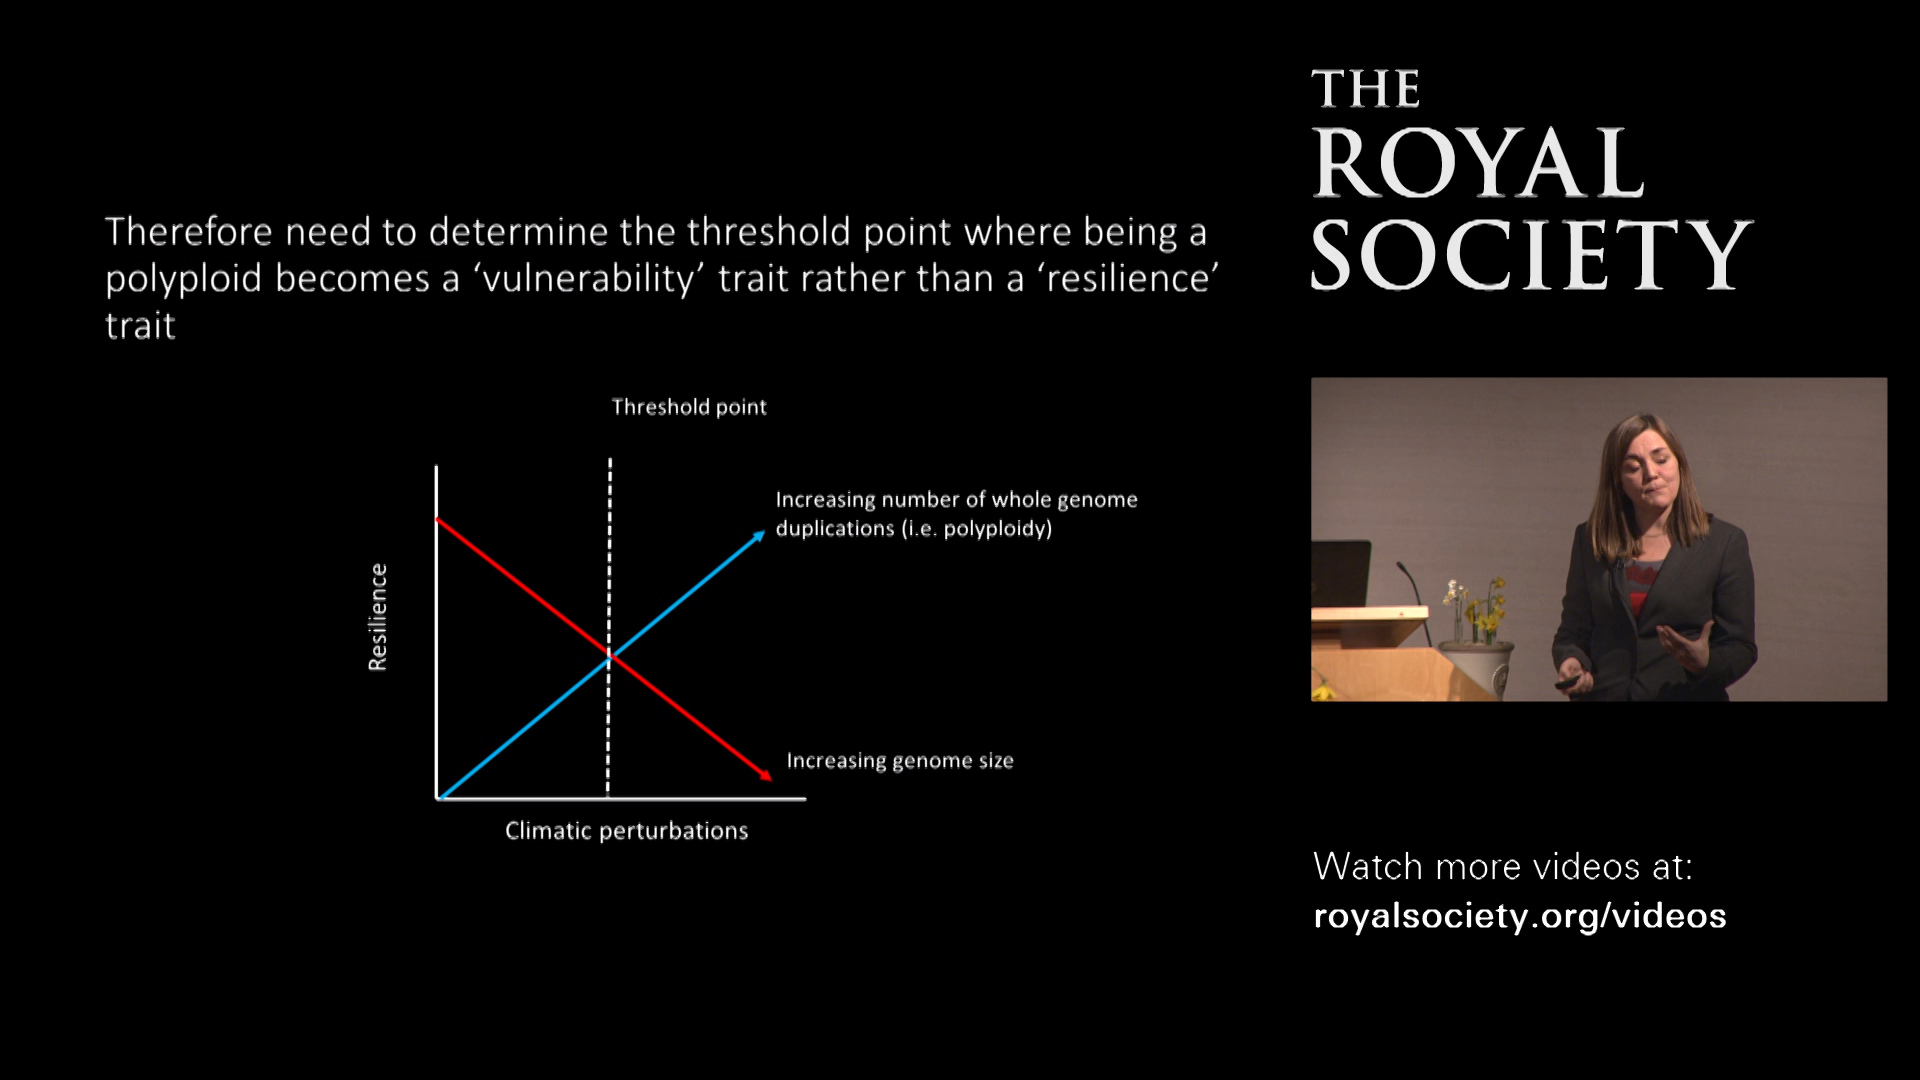 Therefore need to determine the threshold point where being a
polyploid becomes a ‘vulnerability’ trait rather than a ‘resilience’
trait
Threshold point
Increasing number of whole genome
duplications (i.e. polyploidy)
Resilience
Increasing genome size
Climatic perturbations
THE
ROYAL
SOCIETY
Watch more videos at:
royalsociety.org/videos